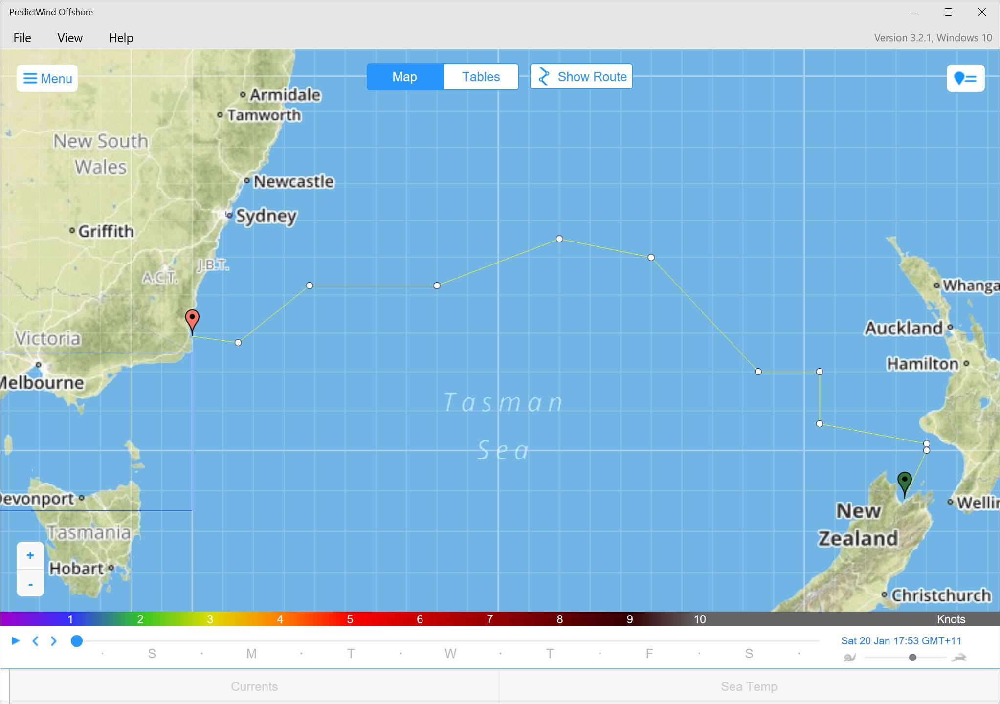 PredictWind Offshore
File View Help
Version 3.2.1, Windows 10
Menu
Map Tables
Show Route
Armidale
Tamworth
New South
Wales
Newcastle
Sydney
Griffith
J.B.T.
A.C.T.
Whanga
Victoria
Auckland
Hamilton
Melbourne
Tasman
Sea
Devonport
New
Zealand
Wellin
Tasmania
Hobart
Christchurch
+
-
1 2 3 4 5 6 7 8 9 10 Knots
Sat 20 Jan 17:53 GMT+11
S M T W T F S
Currents Sea Temp